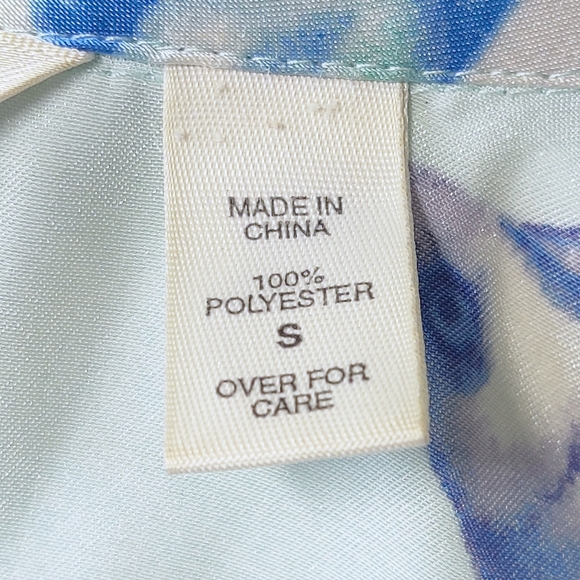 MADE IN
CHINA
100%
POLYESTER
S
OVER FOR
CARE